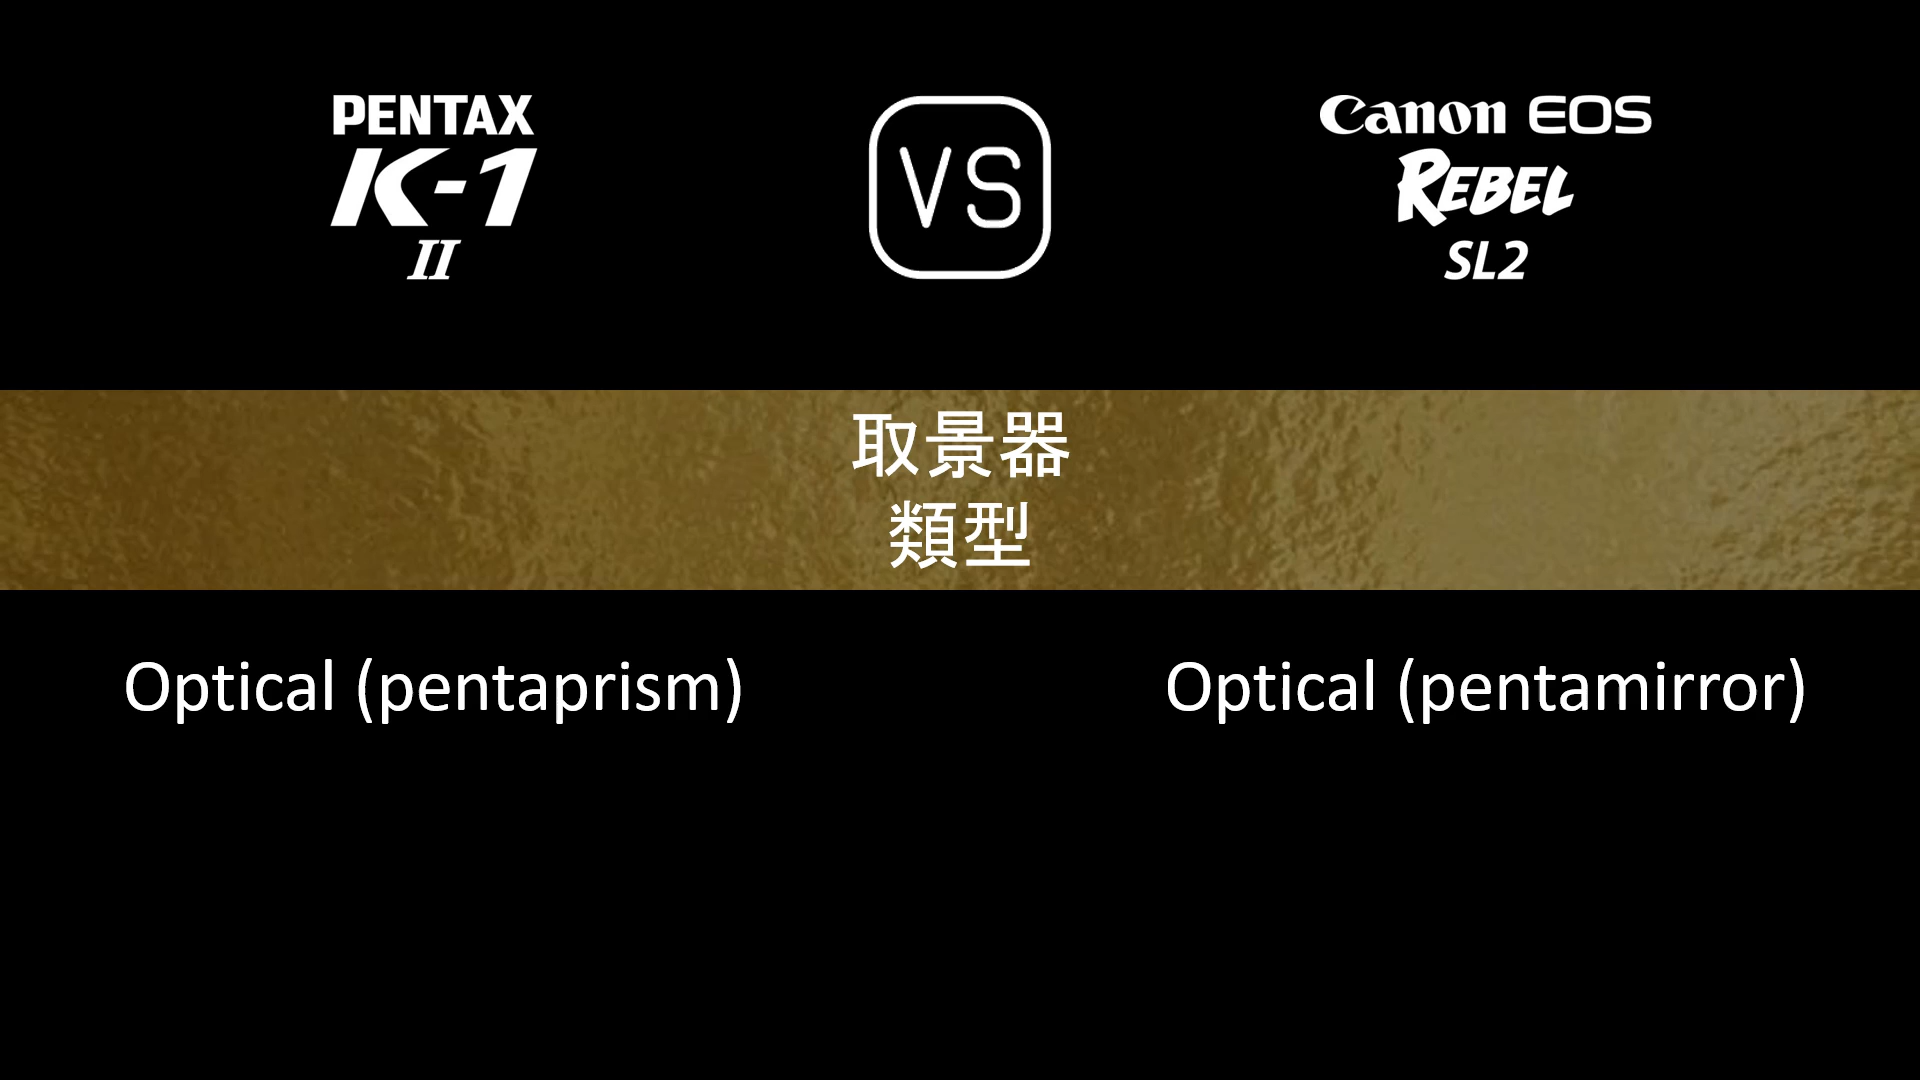 PENTAX
K-1
II
VS
Canon EOS
REBEL
SL2
取景器
類型
Optical (pentaprism)
Optical (pentamirror)